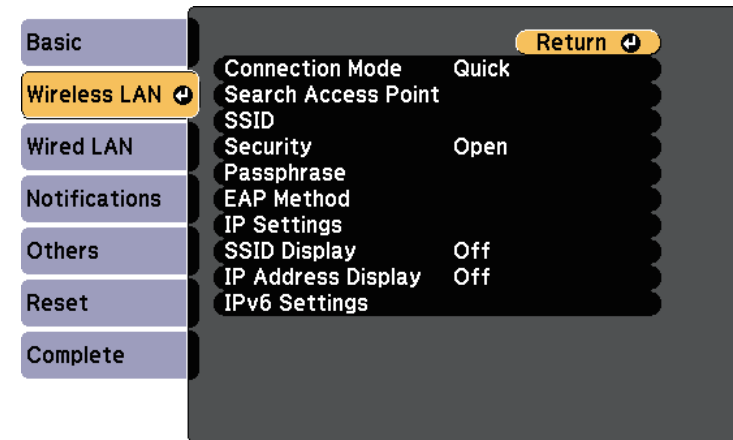 Basic
Wireless LAN
Wired LAN
Notifications
Others
Reset
Complete
Return
Connection Mode Quick
Search Access Point
SSID
Security Open
Passphrase
EAP Method
IP Settings
SSID Display Off
IP Address Display Off
IPv6 Settings